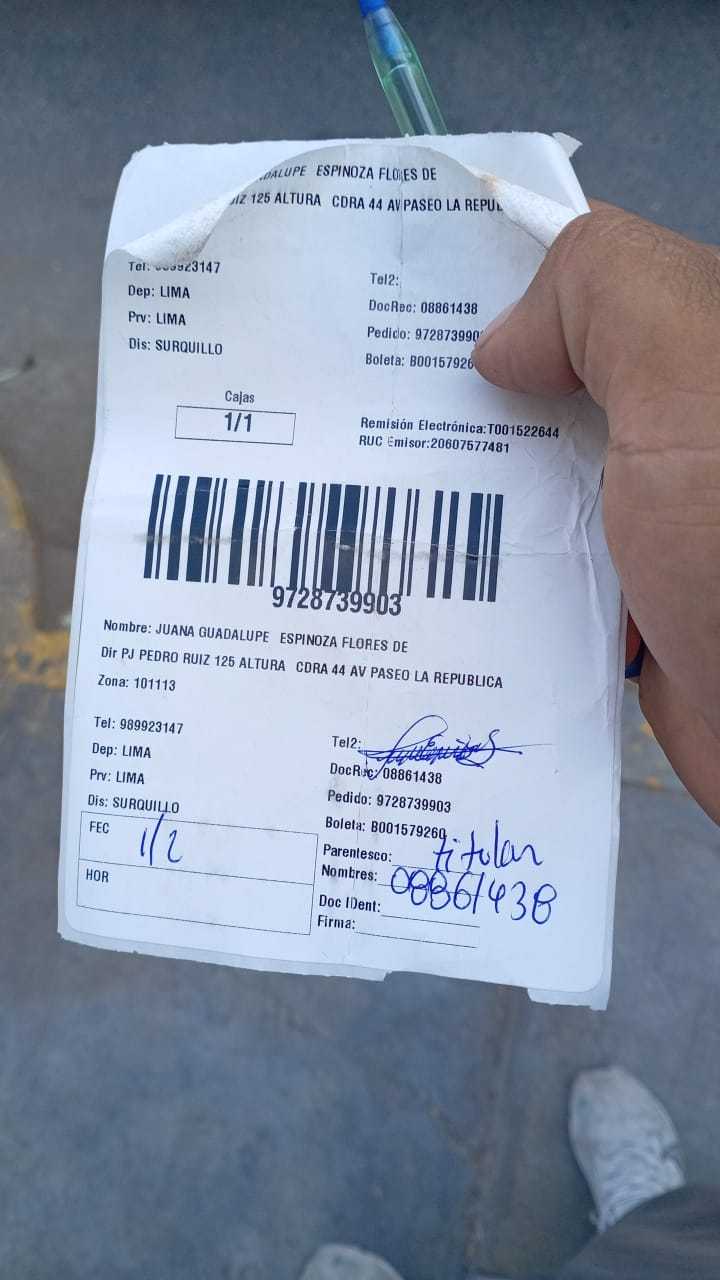 ESPINOZA FLORES DE
125 ALTURA CDRA 44 AV PASEO LA REPU
Tel: 989923147
Tel2:
Dep: LIMA
DocRec: 08861438
Prv: LIMA
Pedido: 972873990
Dis: SURQUILLO
Boleta: B00157926
Cajas
1/1
Remisión Electrónica:T001522644
RUC Emisor:20607577481
9728739903
Nombre: JUANA GUADALUPE ESPINOZA FLORES DE
Dir PJ PEDRO RUIZ 125 ALTURA CDRA 44 AV PASEO LA REPUBLICA
Zona: 101113
Tel: 989923147
Tel2:
Dep: LIMA
DocRec: 08861438
Prv: LIMA
Pedido: 9728739903
Dis: SURQUILLO
Boleta: B001579260
FEC 1/2
Parentesco: titular
Nombres: 08861438
HOR
Doc IDent:
Firma: